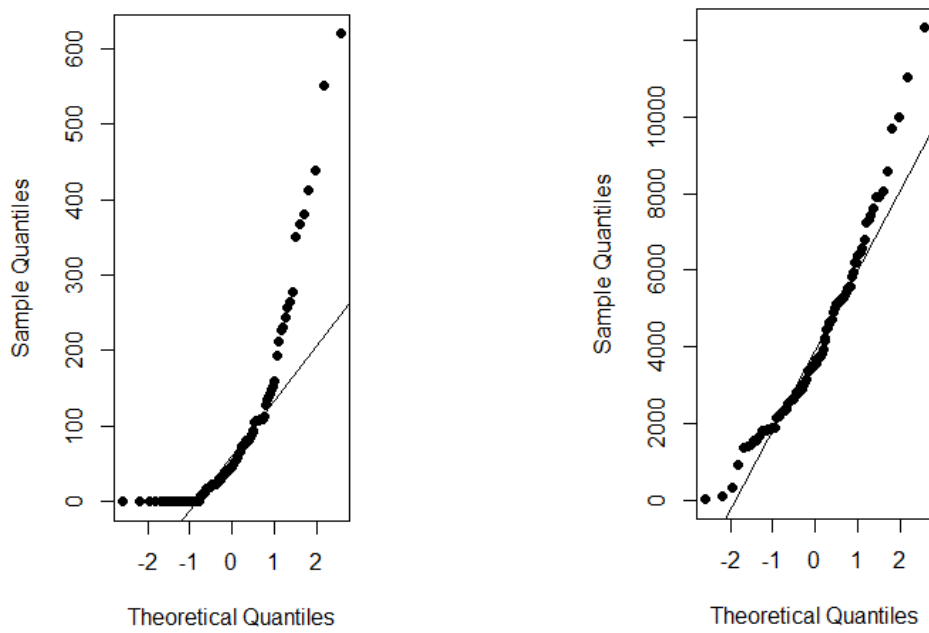 Sample Quantiles
600
500
400
300
200
100
0
-2 -1 0 1 2
Theoretical Quantiles
Sample Quantiles
10000
8000
6000
4000
2000
0
-2 -1 0 1 2
Theoretical Quantiles